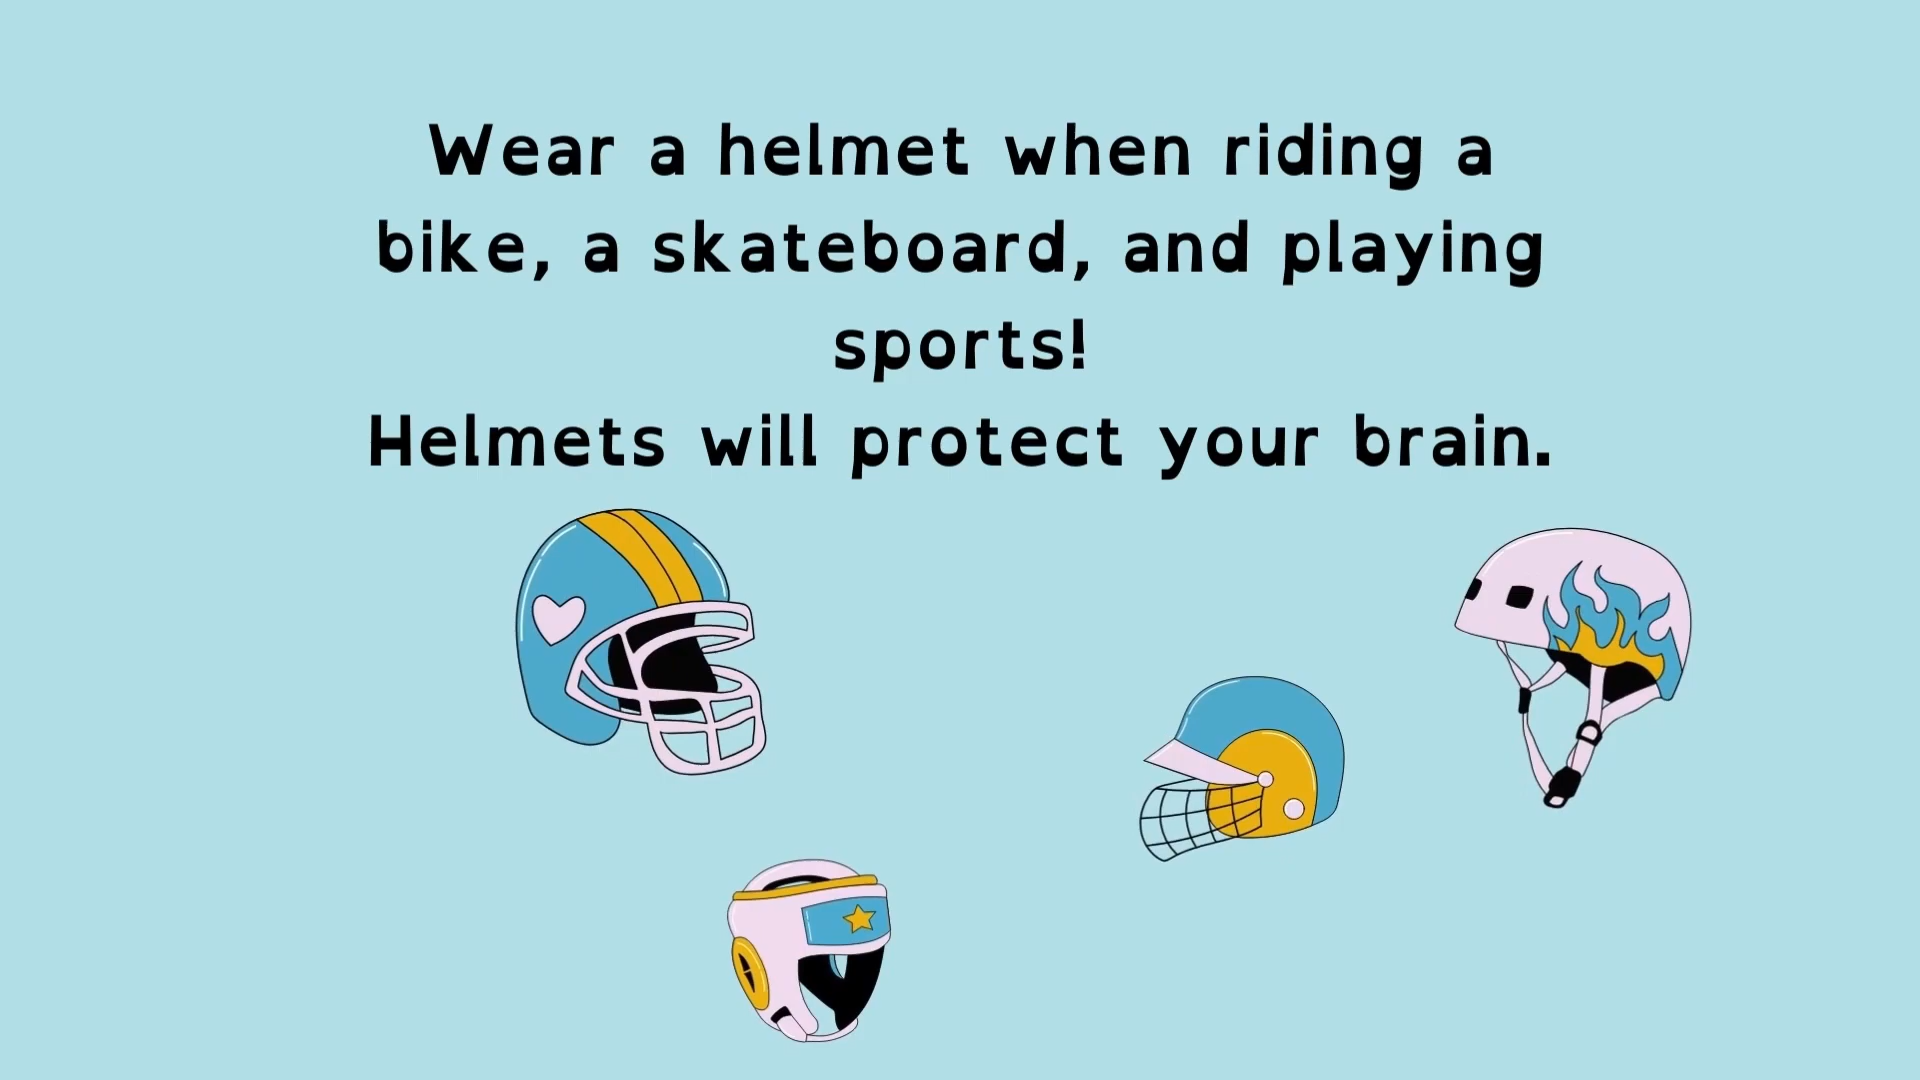 Wear a helmet when riding a
bike, a skateboard, and playing
sports!
Helmets will protect your brain.